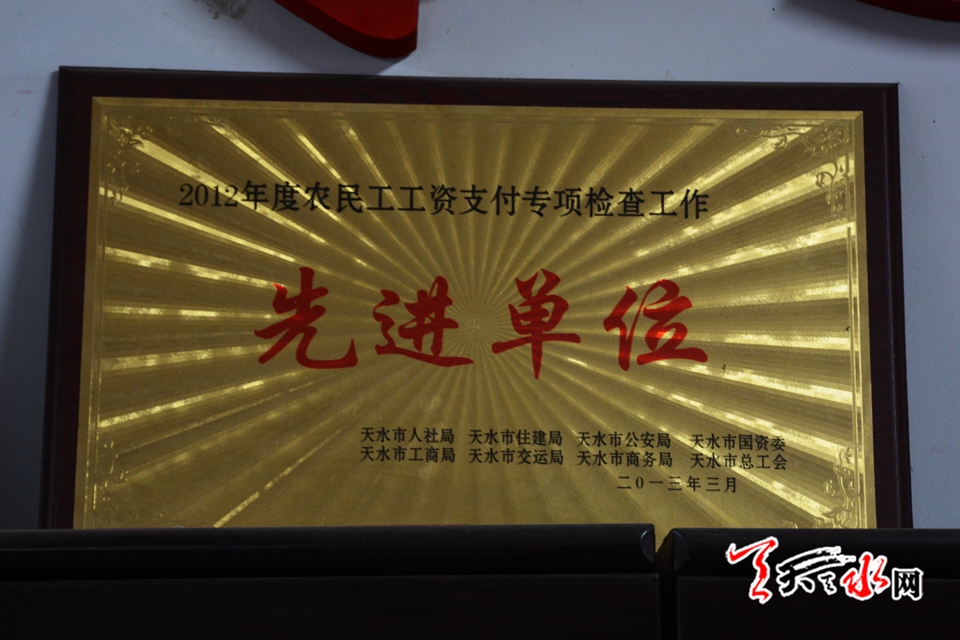 2012年度农民工工资支付专项检查工作
先进单位
天水市人社局 天水市住建局 天水市公安局 天水市国资委
天水市工商局 天水市交运局 天水市商务局 天水市总工会
二0一三年三月
天天天水网